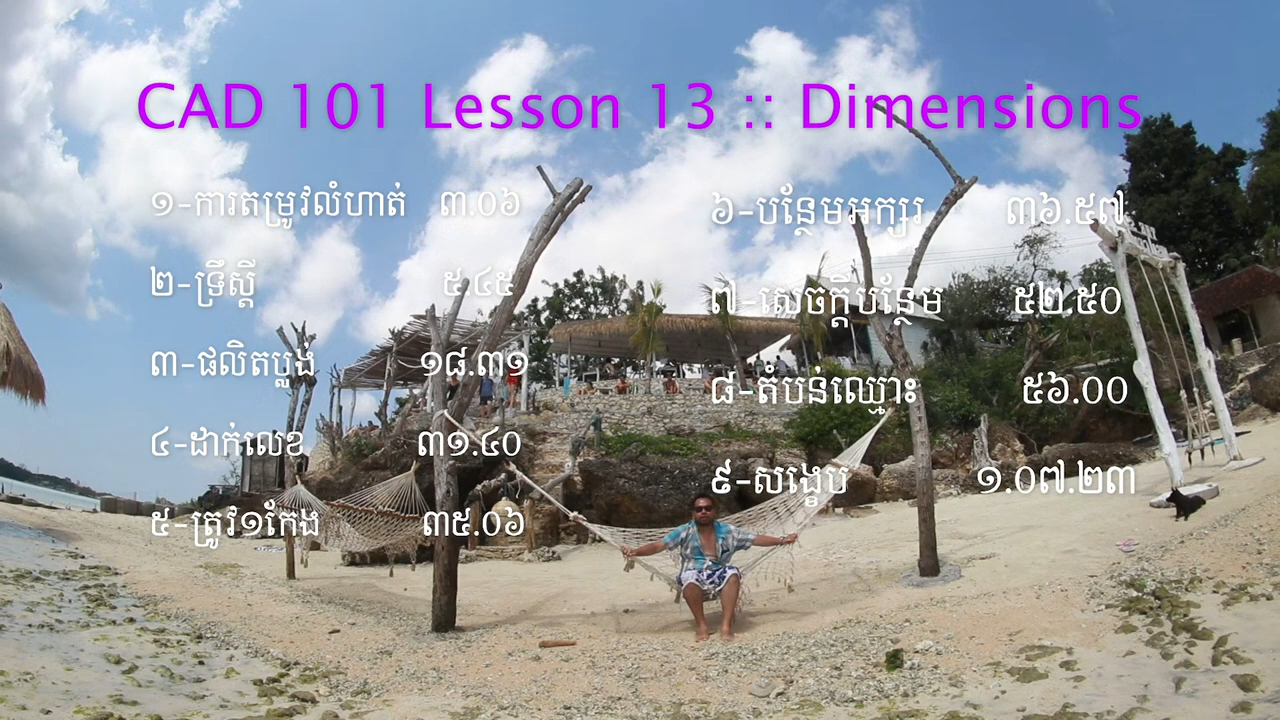 CAD 101 Lesson 13 :: Dimensions
១-ការតម្រូវលំហាត់ ៣.០៦
២-ទ្រឹស្តី ៥.៤៥
៣-ផលិតប្លង់ ១៨.៣១
៤-ដាក់លេខ ៣១.៤០
៥-ត្រូវ១កែង ៣៥.០៦
៦-បន្ថែមអក្សរ ៣៦.៥៧
៧-សេចក្តីបន្ថែម ៥២.៥០
៨-តំបន់ឈ្មោះ ៥៦.០០
៩-សង្ខេប ១.០៧.២៣